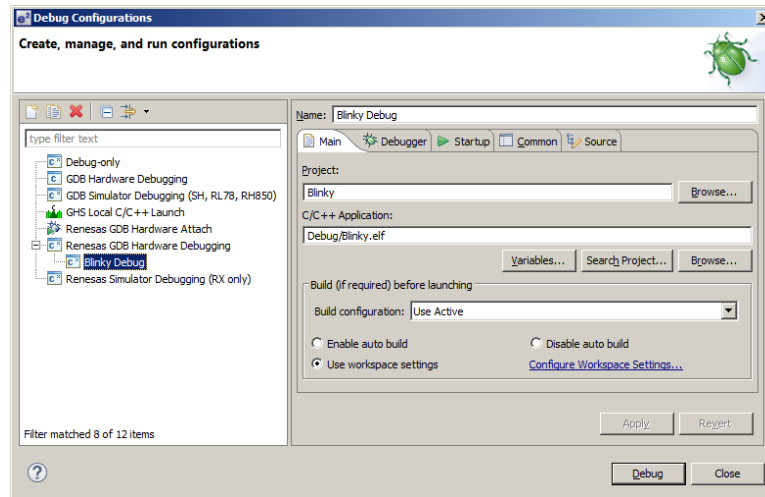 e² Debug Configurations
Create, manage, and run configurations
Name: Blinky Debug
type filter text
Main Debugger Startup Common Source
Debug-only
GDB Hardware Debugging
GDB Simulator Debugging (SH, RL78, RH850)
GHS Local C/C++ Launch
Renesas GDB Hardware Attach
Renesas GDB Hardware Debugging
Blinky Debug
Renesas Simulator Debugging (RX only)
Filter matched 8 of 12 items
Project:
Blinky Browse...
C/C++ Application:
Debug/Blinky.elf
Variables... Search Project... Browse...
Build (if required) before launching
Build configuration: Use Active
Enable auto build Disable auto build
Use workspace settings Configure Workspace Settings...
Apply Revert
Debug Close